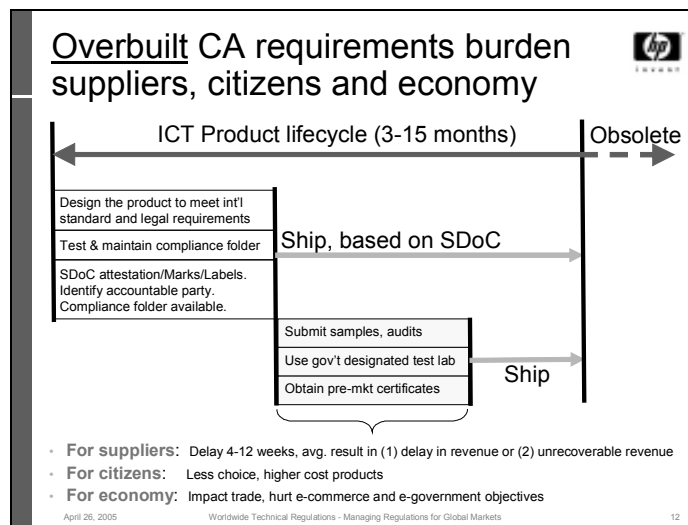 Overbuilt CA requirements burden
suppliers, citizens and economy
hp
invent
ICT Product lifecycle (3-15 months)
Obsolete
Design the product to meet int'l
standard and legal requirements
Test & maintain compliance folder
Ship, based on SDoC
SDoC attestation/Marks/Labels.
Identify accountable party.
Compliance folder available.
Submit samples, audits
Use gov't designated test lab
Ship
Obtain pre-mkt certificates
• For suppliers: Delay 4-12 weeks, avg. result in (1) delay in revenue or (2) unrecoverable revenue
• For citizens: Less choice, higher cost products
• For economy: Impact trade, hurt e-commerce and e-government objectives
April 26, 2005 Worldwide Technical Regulations - Managing Regulations for Global Markets 12